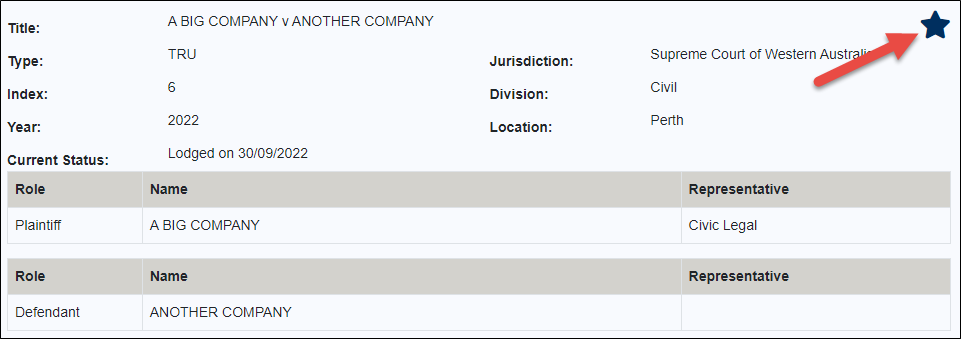 Title: A BIG COMPANY v ANOTHER COMPANY
Type: TRU Jurisdiction: Supreme Court of Western Australia
Index: 6 Division: Civil
Year: 2022 Location: Perth
Current Status: Lodged on 30/09/2022
Role Name Representative
Plaintiff A BIG COMPANY Civic Legal
Role Name Representative
Defendant ANOTHER COMPANY